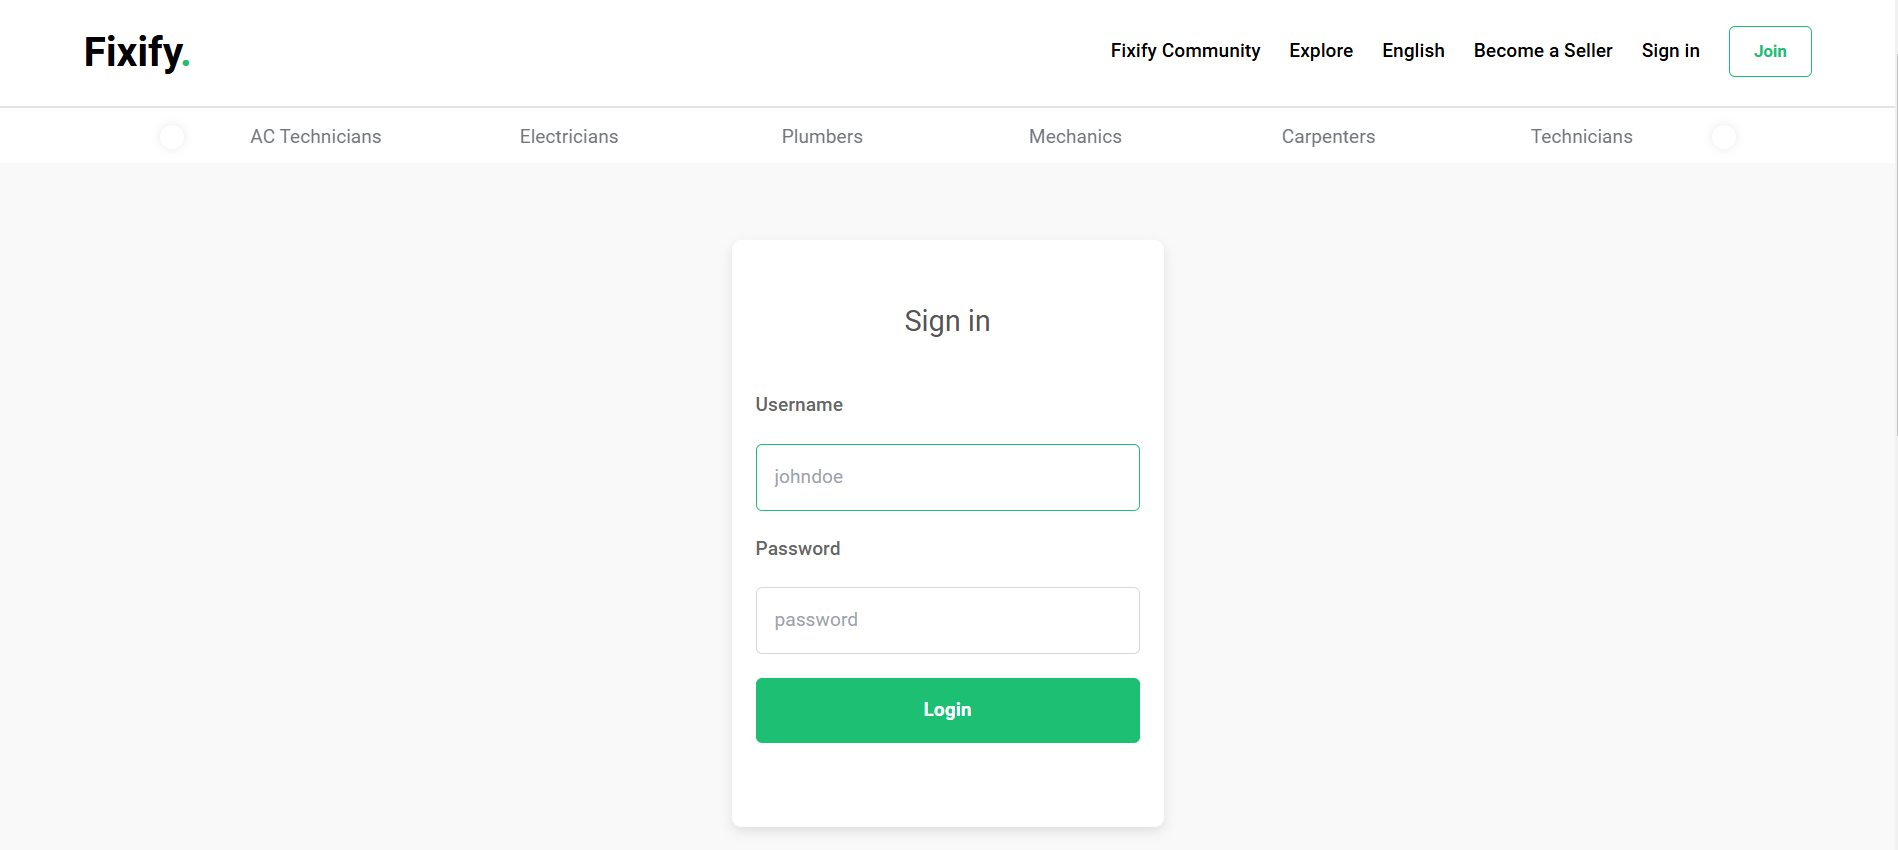 Fixify.
Fixify Community Explore English Become a Seller Sign in Join
AC Technicians Electricians Plumbers Mechanics Carpenters Technicians
Sign in
Username
johndoe
Password
password
Login